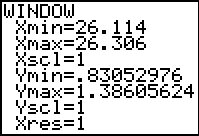 WINDOW
Xmin=26.114
Xmax=26.306
Xscl=1
Ymin=.83052976
Ymax=1.38605624
Yscl=1
Xres=1